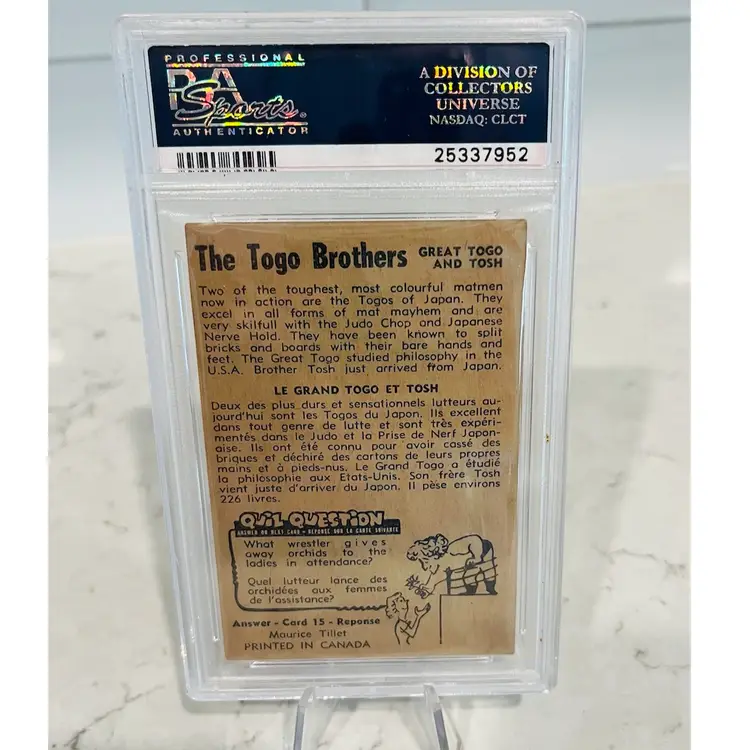 PROFESSIONAL
PSA
Sports
AUTHENTICATOR
A DIVISION OF
COLLECTORS
UNIVERSE
NASDAQ: CLCT
25337952
The Togo Brothers GREAT TOGO
AND TOSH
Two of the toughest, most colourful matmen
now in action are the Togos of Japan. They
excel in all forms of mat mayhem and are
very skilfull with the Judo Chop and Japanese
Nerve Hold. They have been known to split
bricks and boards with their bare hands and
feet. The Great Togo studied philosophy in the
U.S.A. Brother Tosh just arrived from Japan.
LE GRAND TOGO ET TOSH
Deux des plus durs et sensationnels lutteurs au-
jourd'hui sont les Togos du Japon. Ils excellent
dans tout genre de lutte et sont très expéri-
mentés dans le Judo et la Prise de Nerf Japon-
aise. Ils ont été connu pour avoir cassé des
briques et déchiré des cartons de leurs propres
mains et à pieds-nus. Le Grand Togo a étudié
la philosophie aux Etats-Unis. Son frère Tosh
vient juste d'arriver du Japon. Il pèse environs
226 livres.
QUIZ QUESTION
ANSWER ON NEXT CARD • REPONSE SUR LA CARTE SUIVANTE
What wrestler gives
away orchids to the
ladies in attendance?
Quel lutteur lance des
orchidées aux femmes
de l'assistance?
Answer - Card 15 - Reponse
Maurice Tillet
PRINTED IN CANADA